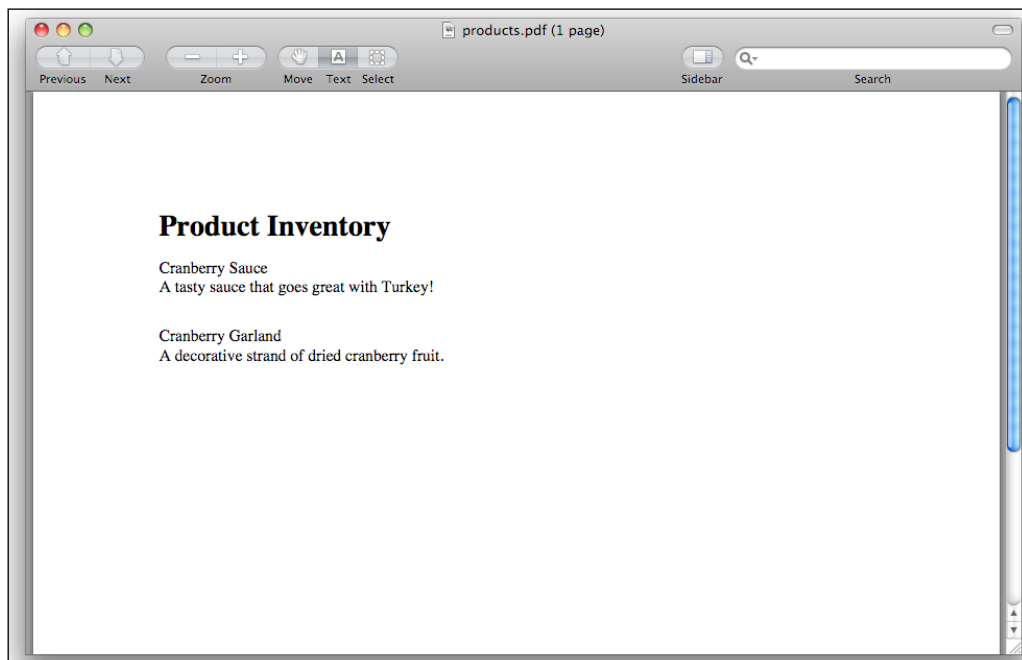 products.pdf (1 page)
Previous Next Zoom Move Text Select Sidebar Search
Product Inventory
Cranberry Sauce
A tasty sauce that goes great with Turkey!
Cranberry Garland
A decorative strand of dried cranberry fruit.